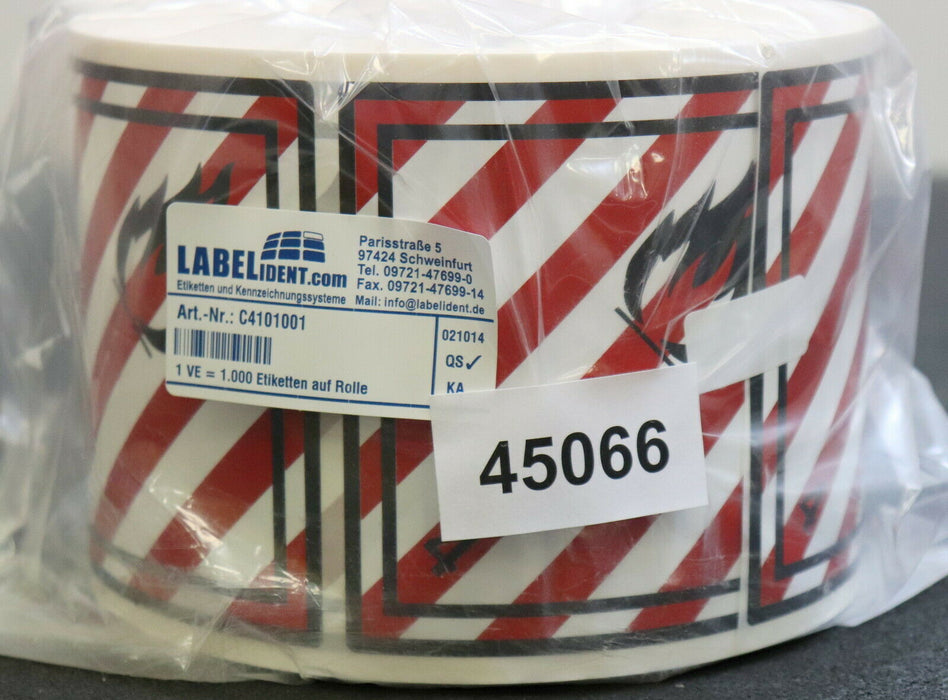 LABELIDENT.com
Etiketten und Kennzeichnungssysteme
Parisstraße 5
97424 Schweinfurt
Tel. 09721-47699-0
Fax. 09721-47699-14
Mail: info@labelident.de
Art.-Nr.: C4101001
1 VE = 1.000 Etiketten auf Rolle
021014
QS✓
KA
45066